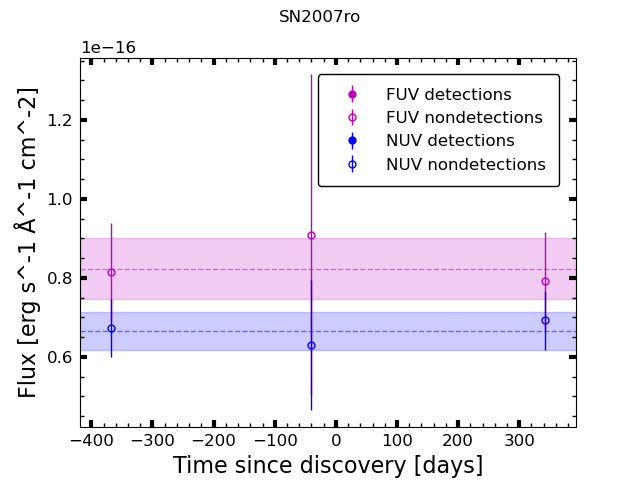 SN2007ro
1e−16
FUV detections
FUV nondetections
NUV detections
NUV nondetections
1.2
1.0
0.8
0.6
Flux [erg s^-1 Å^-1 cm^-2]
−400 −300 −200 −100 0 100 200 300
Time since discovery [days]